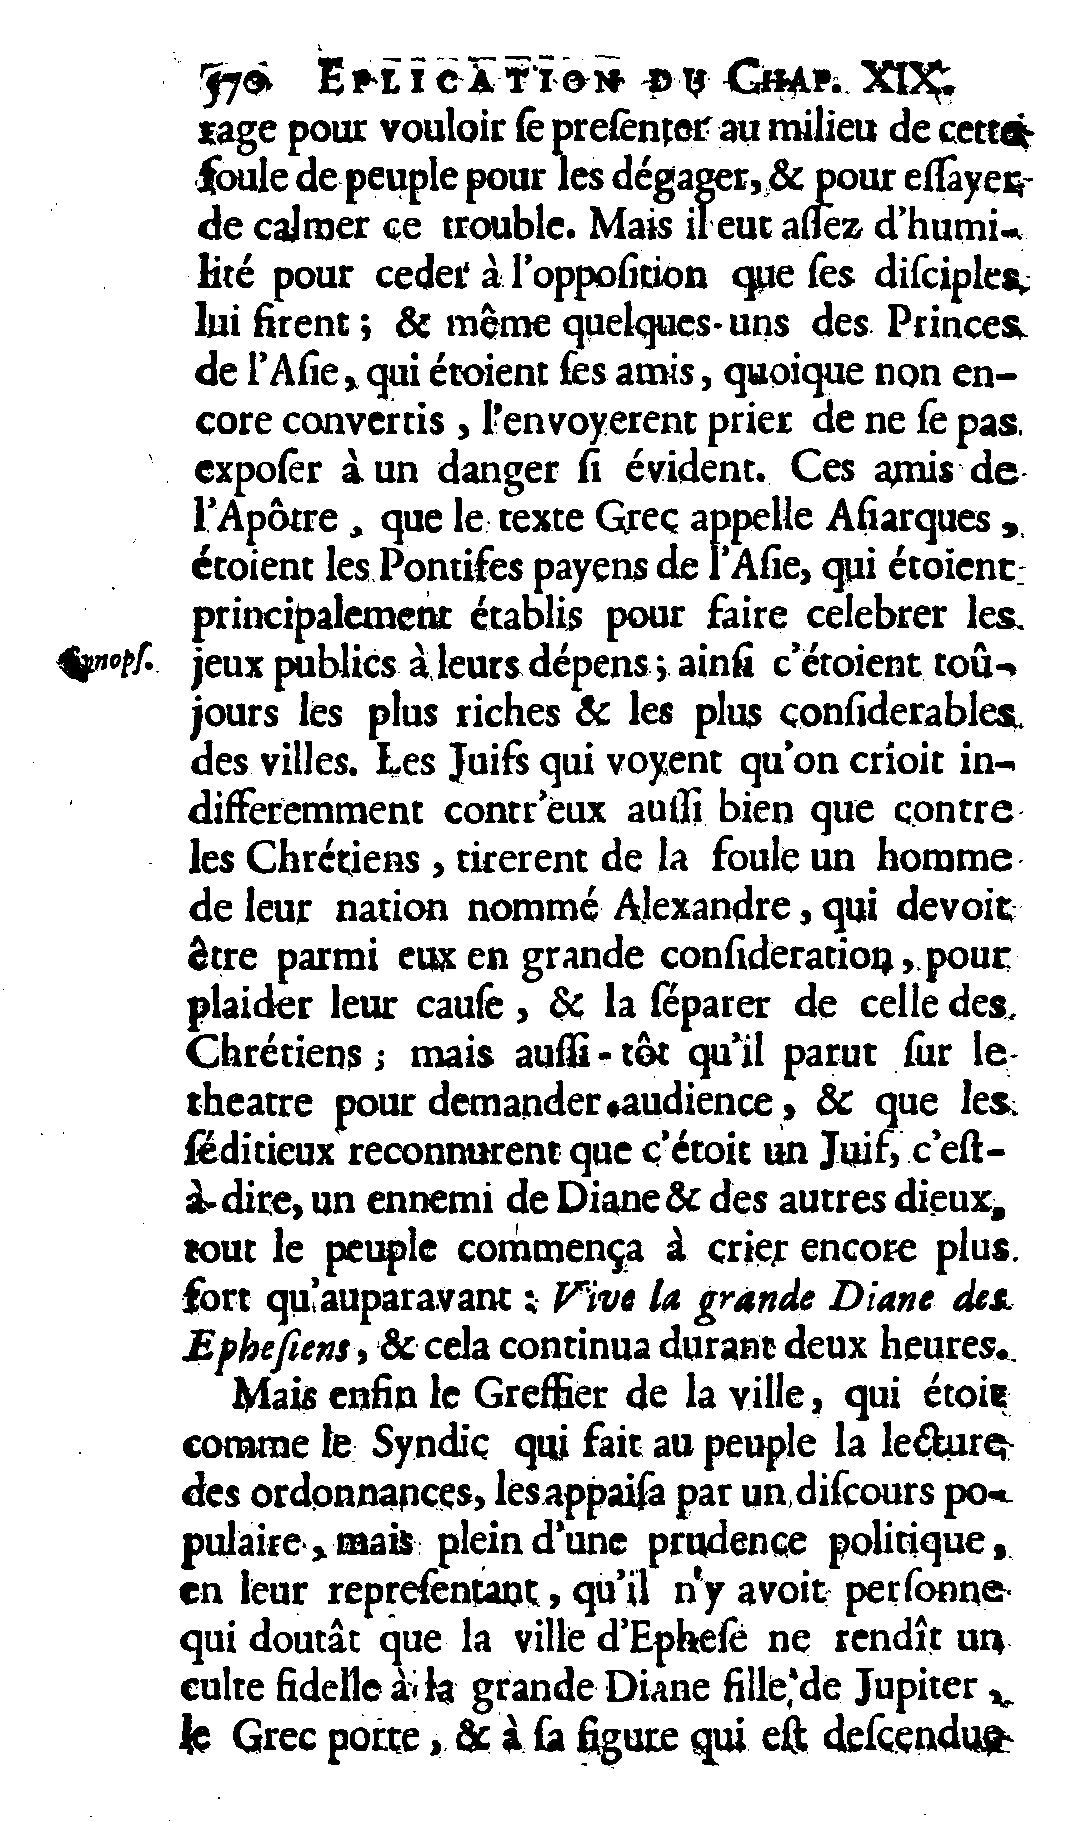 570 EPLICATION DU CHAP. XIX.
rage pour vouloir ſe preſenter au milieu de cette
foule de peuple pour les dégager, & pour eſſayer
de calmer ce trouble. Mais il eut aſſez d'humi-
lité pour ceder à l'oppoſition que ſes diſciples
lui firent ; & même quelques-uns des Princes
de l'Aſie, qui étoient ſes amis, quoique non en-
core convertis, l'envoyerent prier de ne ſe pas
expoſer à un danger ſi évident. Ces amis de
l'Apôtre, que le texte Grec appelle Aſiarques,
étoient les Pontifes payens de l'Aſie, qui étoient
principalement établis pour faire celebrer les
Synopſ.
jeux publics à leurs dépens ; ainſi c'étoient toû-
jours les plus riches & les plus conſiderables
des villes. Les Juifs qui voyent qu'on crioit in-
differemment contr'eux auſſi bien que contre
les Chrétiens, tirerent de la foule un homme
de leur nation nommé Alexandre, qui devoit
être parmi eux en grande conſideration, pour
plaider leur cauſe, & la ſéparer de celle des
Chrétiens ; mais auſſi-tôt qu'il parut ſur le
theatre pour demander audience, & que les
ſéditieux reconnurent que c'étoit un Juif, c'eſt-
à-dire, un ennemi de Diane & des autres dieux,
tout le peuple commença à crier encore plus
fort qu'auparavant : Vive la grande Diane des
Epheſiens, & cela continua durant deux heures.
Mais enfin le Greffier de la ville, qui étoit
comme le Syndic qui fait au peuple la lecture
des ordonnances, les appaiſa par un diſcours po-
pulaire, mais plein d'une prudence politique,
en leur repreſentant, qu'il n'y avoit perſonne
qui doutât que la ville d'Epheſe ne rendît un
culte fidelle à la grande Diane fille de Jupiter,
le Grec porte, & à ſa figure qui eſt deſcendue